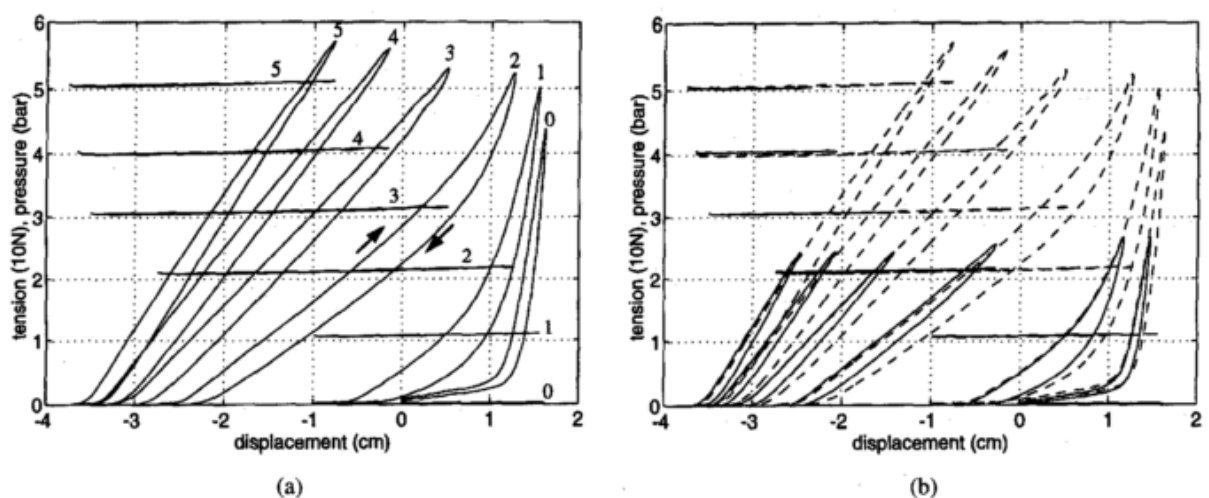 6
5
4
3
2
1
0
-4 -3 -2 -1 0 1 2
tension (10N), pressure (bar)
displacement (cm)
5 4 3 2 1 0
5
4
3
2
1
0
(a)
6
5
4
3
2
1
0
-4 -3 -2 -1 0 1 2
tension (10N), pressure (bar)
displacement (cm)
(b)